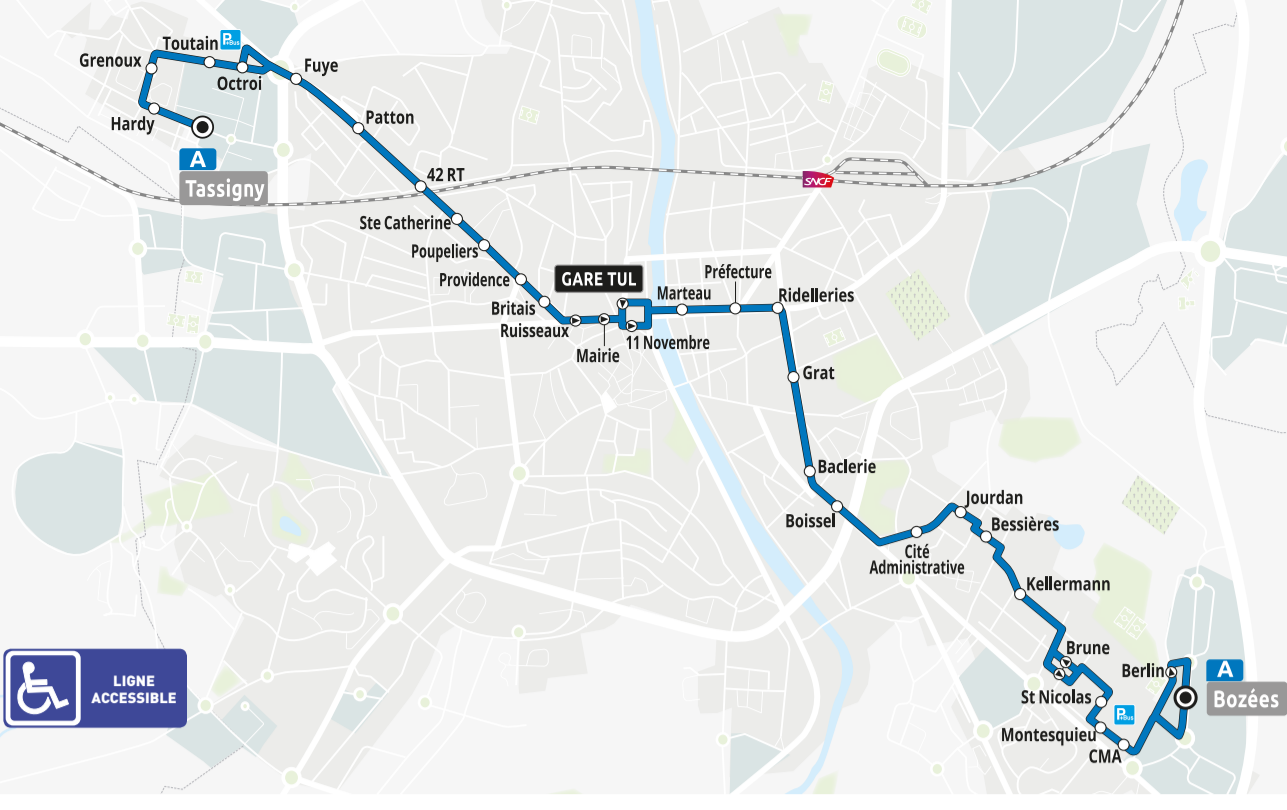 Toutain
P+Bus
Grenoux
Octroi
Fuye
Hardy
Patton
A
Tassigny
42 RT
SNCF
Ste Catherine
Poupeliers
Providence
GARE TUL
Préfecture
Marteau
Ridelleries
Britais
Ruisseaux
Mairie
11 Novembre
Grat
Baclerie
Boissel
Jourdan
Bessières
Cité
Administrative
Kellermann
Brune
Berlin
A
Bozées
St Nicolas
P+Bus
Montesquieu
CMA
LIGNE
ACCESSIBLE